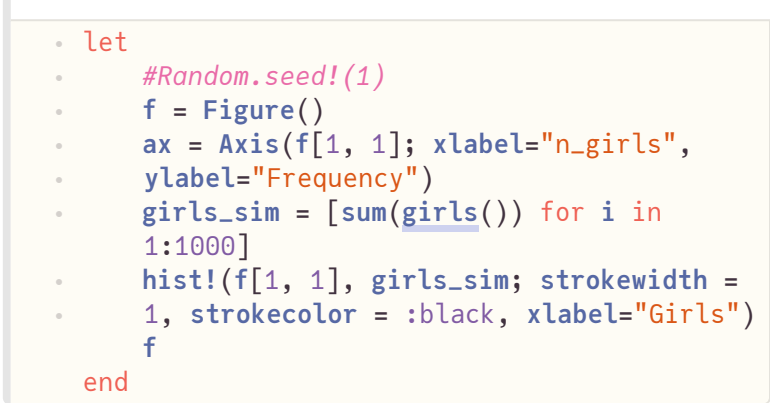 let
#Random.seed!(1)
f = Figure()
ax = Axis(f[1, 1]; xlabel="n_girls",
ylabel="Frequency")
girls_sim = [sum(girls()) for i in
1:1000]
hist!(f[1, 1], girls_sim; strokewidth =
1, strokecolor = :black, xlabel="Girls")
f
end